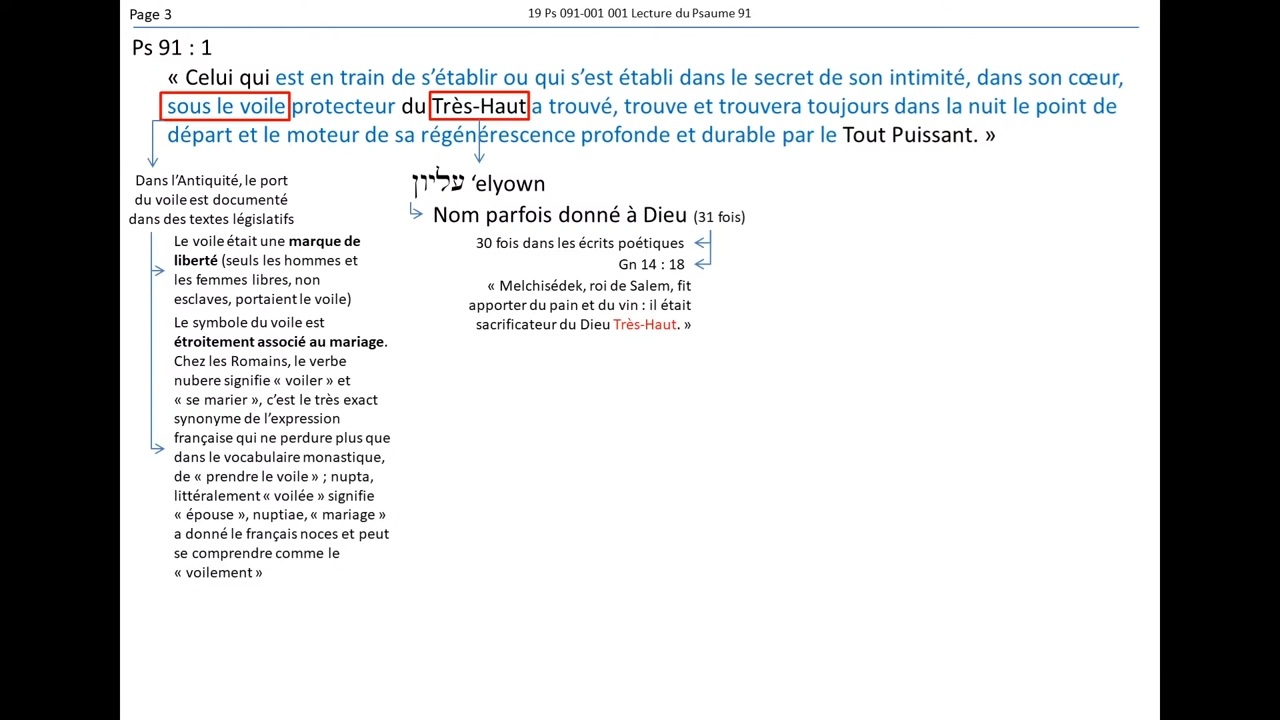 Page 3
19 Ps 091-001 001 Lecture du Psaume 91
Ps 91 : 1
« Celui qui est en train de s’établir ou qui s’est établi dans le secret de son intimité, dans son cœur,
sous le voile protecteur du Très-Haut a trouvé, trouve et trouvera toujours dans la nuit le point de
départ et le moteur de sa régénérescence profonde et durable par le Tout Puissant. »
Dans l’Antiquité, le port
du voile est documenté
dans des textes législatifs
Le voile était une marque de
liberté (seuls les hommes et
les femmes libres, non
esclaves, portaient le voile)
Le symbole du voile est
étroitement associé au mariage.
Chez les Romains, le verbe
nubere signifie « voiler » et
« se marier », c’est le très exact
synonyme de l’expression
française qui ne perdure plus que
dans le vocabulaire monastique,
de « prendre le voile » ; nupta,
littéralement « voilée » signifie
« épouse », nuptiae, « mariage »
a donné le français noces et peut
se comprendre comme le
« voilement »
עליון ‘elyown
Nom parfois donné à Dieu (31 fois)
30 fois dans les écrits poétiques
Gn 14 : 18
« Melchisédek, roi de Salem, fit
apporter du pain et du vin : il était
sacrificateur du Dieu Très-Haut. »